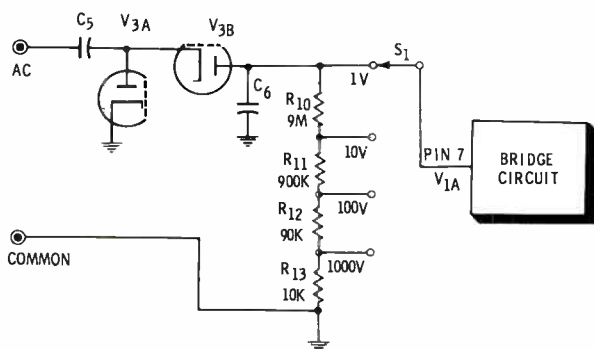 C5 V3A V3B
AC
C6
1V
S1
R10
9M
10V
PIN 7
V1A
BRIDGE
CIRCUIT
R11
900K
100V
R12
90K
1000V
COMMON
R13
10K